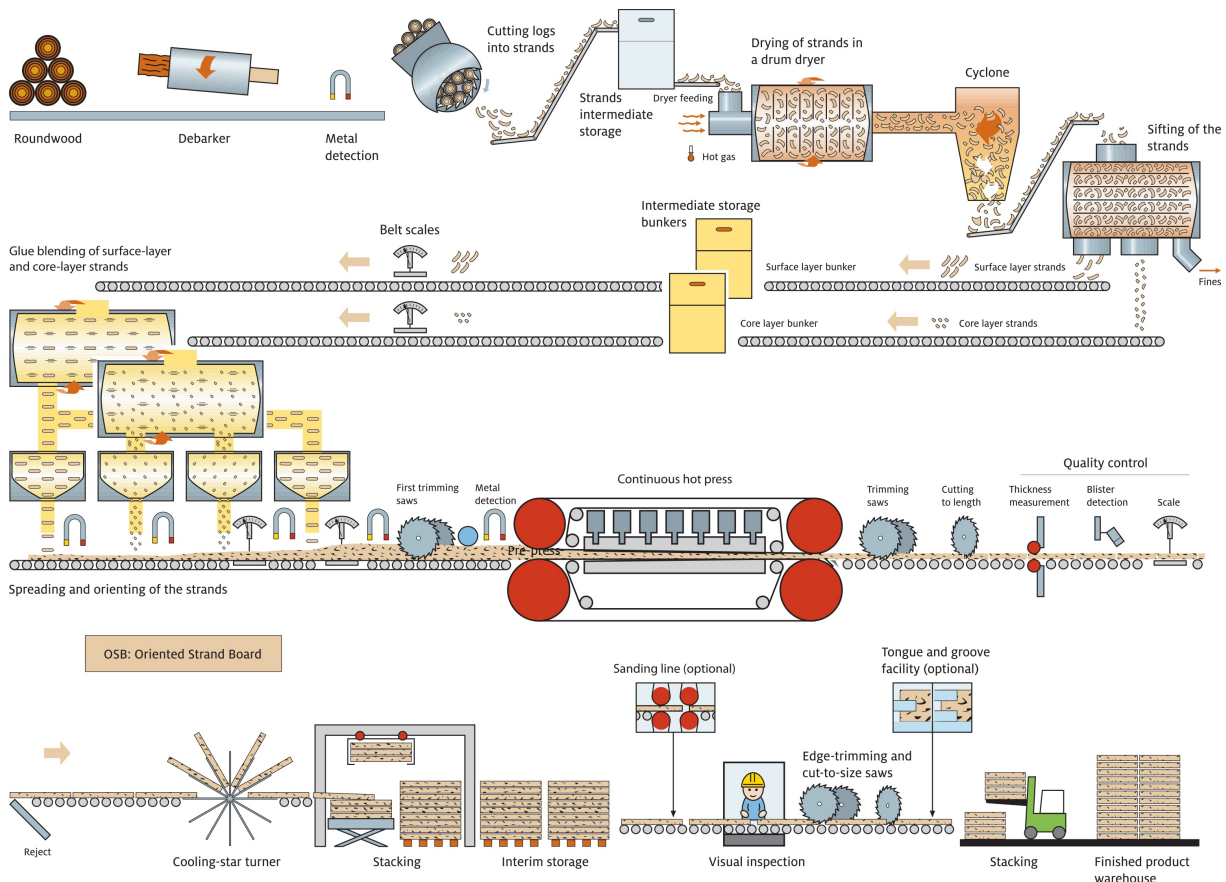 Roundwood
Debarker
Metal
detection
Cutting logs
into strands
Strands
intermediate
storage
Dryer feeding
Hot gas
Drying of strands in
a drum dryer
Cyclone
Sifting of the
strands
Fines
Glue blending of surface-layer
and core-layer strands
Belt scales
Intermediate storage
bunkers
Surface layer bunker
Surface layer strands
Core layer bunker
Core layer strands
First trimming
saws
Metal
detection
Pre-press
Continuous hot press
Trimming
saws
Cutting
to length
Quality control
Thickness
measurement
Blister
detection
Scale
Spreading and orienting of the strands
OSB: Oriented Strand Board
Reject
Cooling-star turner
Stacking
Interim storage
Sanding line (optional)
Visual inspection
Edge-trimming and
cut-to-size saws
Tongue and groove
facility (optional)
Stacking
Finished product
warehouse